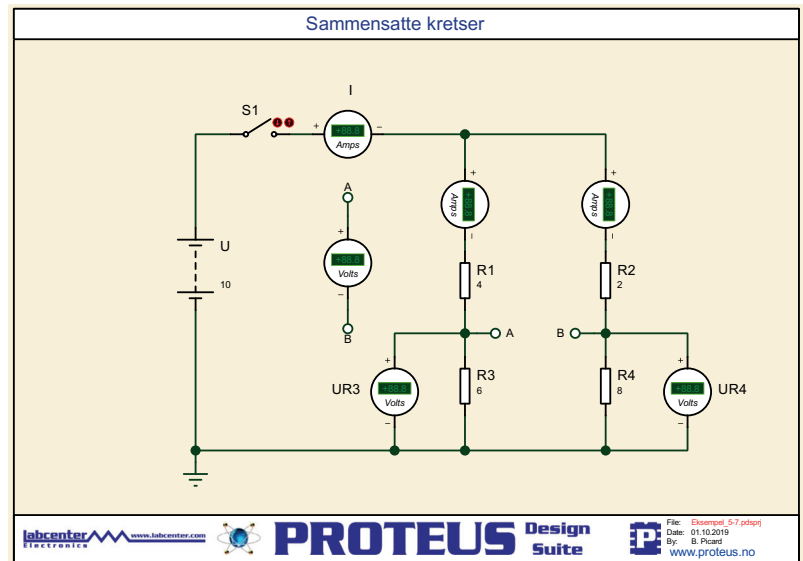 Sammensatte kretser
I
S1
+88.8
Amps
+
−
A
+
+88.8
Volts
−
B
U
10
+
+88.8
Amps
−
+
+88.8
Amps
−
R1
4
R2
2
A
B
UR3
+
+88.8
Volts
−
R3
6
R4
8
+
+88.8
Volts
−
UR4
labcenter
Electronics
www.labcenter.com
PROTEUS
Design
Suite
P
File: Eksempel_5-7.pdsprj
Date: 01.10.2019
By: B. Picard
www.proteus.no